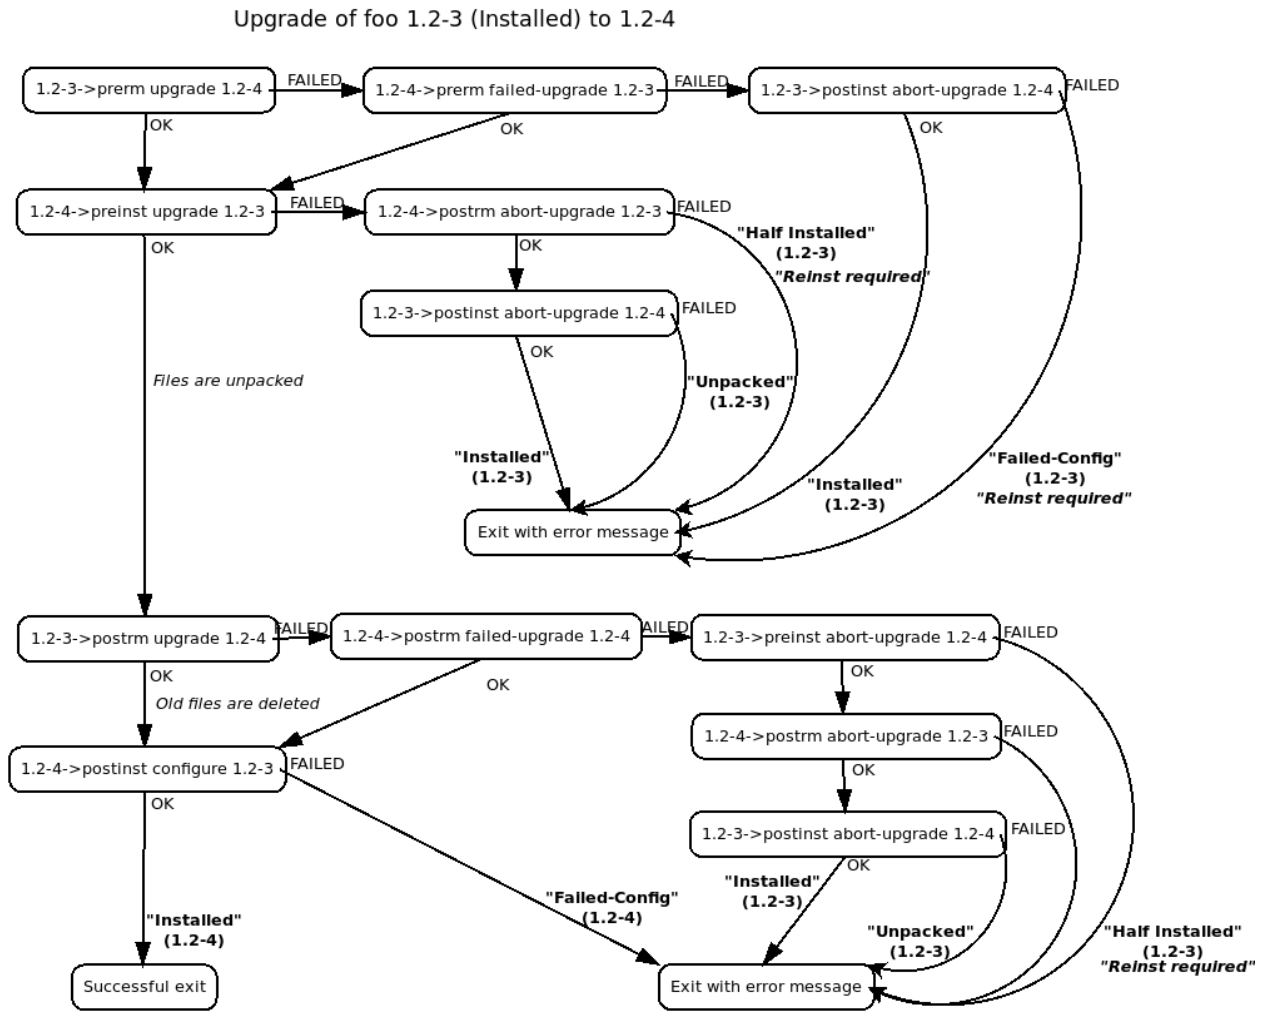 Upgrade of foo 1.2-3 (Installed) to 1.2-4
1.2-3->prerm upgrade 1.2-4
FAILED
1.2-4->prerm failed-upgrade 1.2-3
FAILED
1.2-3->postinst abort-upgrade 1.2-4
FAILED
OK
OK
OK
1.2-4->preinst upgrade 1.2-3
FAILED
1.2-4->postrm abort-upgrade 1.2-3
FAILED
"Half Installed"
(1.2-3)
"Reinst required"
OK
OK
1.2-3->postinst abort-upgrade 1.2-4
FAILED
OK
Files are unpacked
"Unpacked"
(1.2-3)
"Installed"
(1.2-3)
"Installed"
(1.2-3)
"Failed-Config"
(1.2-3)
"Reinst required"
Exit with error message
1.2-3->postrm upgrade 1.2-4
FAILED
1.2-4->postrm failed-upgrade 1.2-4
FAILED
1.2-3->preinst abort-upgrade 1.2-4
FAILED
OK
OK
OK
Old files are deleted
1.2-4->postrm abort-upgrade 1.2-3
FAILED
1.2-4->postinst configure 1.2-3
FAILED
OK
OK
1.2-3->postinst abort-upgrade 1.2-4
FAILED
OK
"Installed"
(1.2-3)
"Failed-Config"
(1.2-4)
"Installed"
(1.2-4)
"Unpacked"
(1.2-3)
"Half Installed"
(1.2-3)
"Reinst required"
Successful exit
Exit with error message